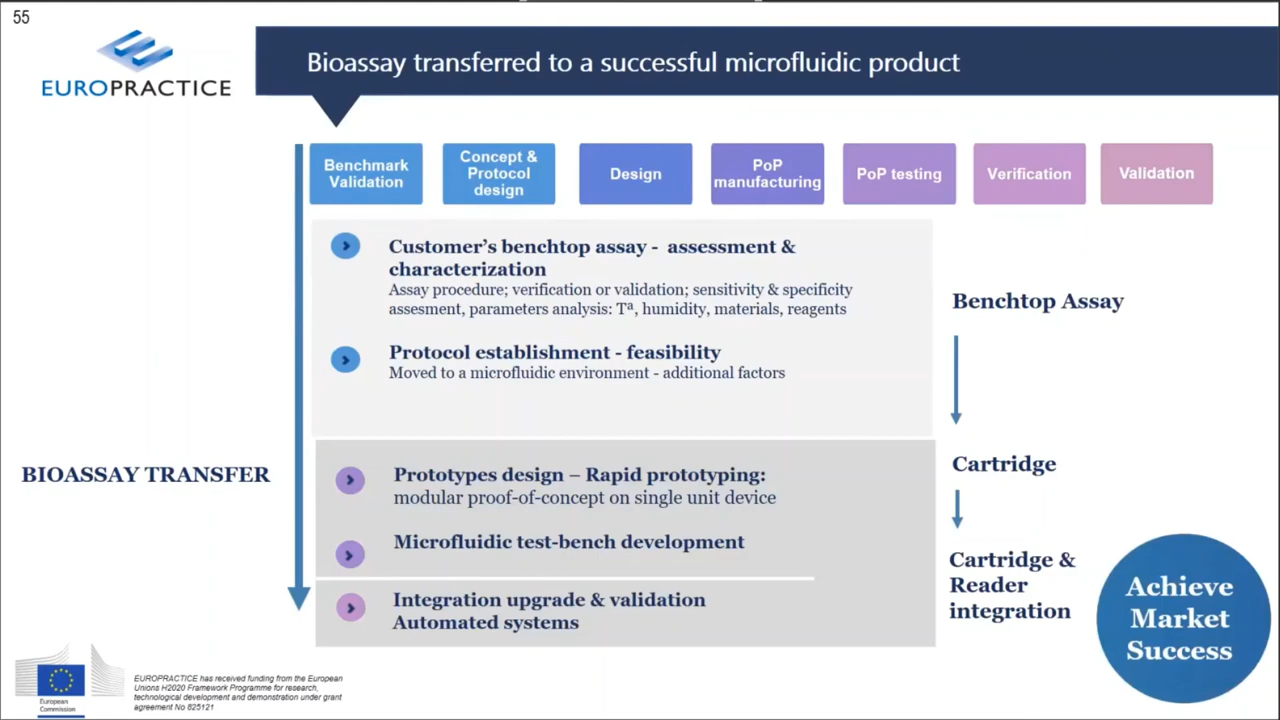 55
EUROPRACTICE
Bioassay transferred to a successful microfluidic product
Benchmark
Validation
Concept &
Protocol
design
Design
PoP
manufacturing
PoP testing
Verification
Validation
Customer’s benchtop assay - assessment &
characterization
Assay procedure; verification or validation; sensitivity & specificity
assesment, parameters analysis: Tª, humidity, materials, reagents
Protocol establishment - feasibility
Moved to a microfluidic environment - additional factors
Benchtop Assay
BIOASSAY TRANSFER
Prototypes design – Rapid prototyping:
modular proof-of-concept on single unit device
Microfluidic test-bench development
Integration upgrade & validation
Automated systems
Cartridge
Cartridge &
Reader
integration
Achieve
Market
Success
European
Commission
EUROPRACTICE has received funding from the European
Unions H2020 Framework Programme for research,
technological development and demonstration under grant
agreement No 825121